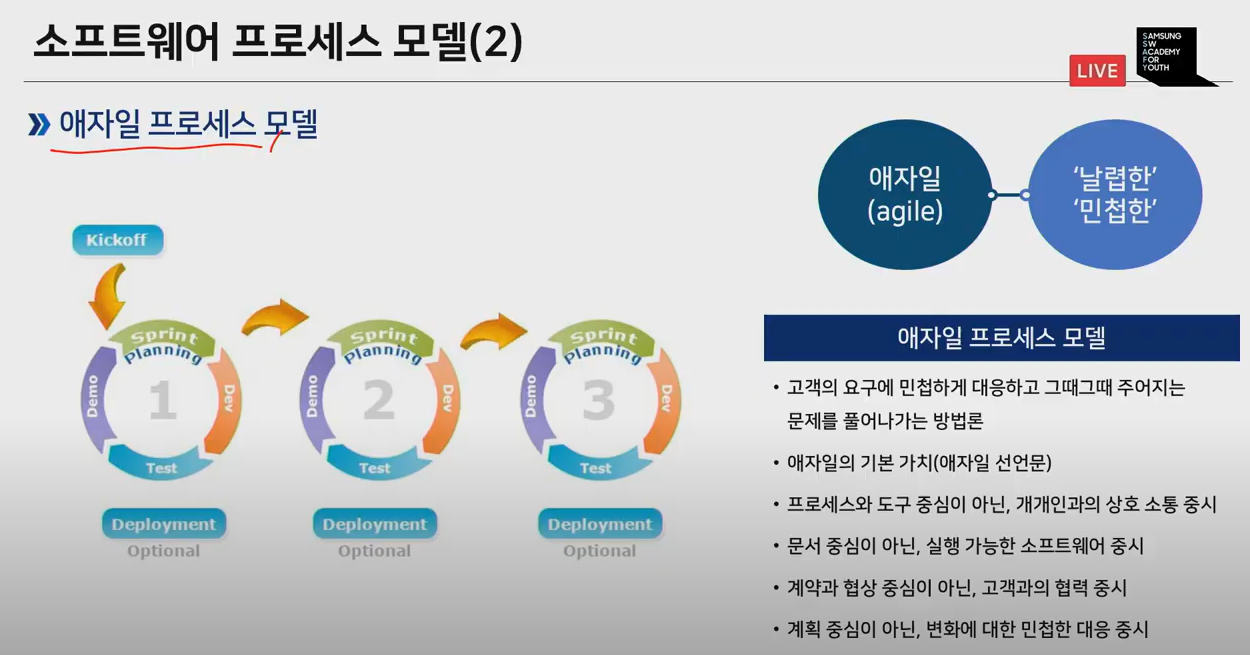 소프트웨어 프로세스 모델(2)
LIVE
SAMSUNG
SW
ACADEMY
FOR
YOUTH
애자일 프로세스 모델
애자일
(agile)
‘날렵한’
‘민첩한’
Kickoff
Sprint
Planning
1
Dev
Test
Demo
Deployment
Optional
Sprint
Planning
2
Dev
Test
Demo
Deployment
Optional
Sprint
Planning
3
Dev
Test
Demo
Deployment
Optional
애자일 프로세스 모델
• 고객의 요구에 민첩하게 대응하고 그때그때 주어지는
문제를 풀어나가는 방법론
• 애자일의 기본 가치(애자일 선언문)
• 프로세스와 도구 중심이 아닌, 개개인과의 상호 소통 중시
• 문서 중심이 아닌, 실행 가능한 소프트웨어 중시
• 계약과 협상 중심이 아닌, 고객과의 협력 중시
• 계획 중심이 아닌, 변화에 대한 민첩한 대응 중시